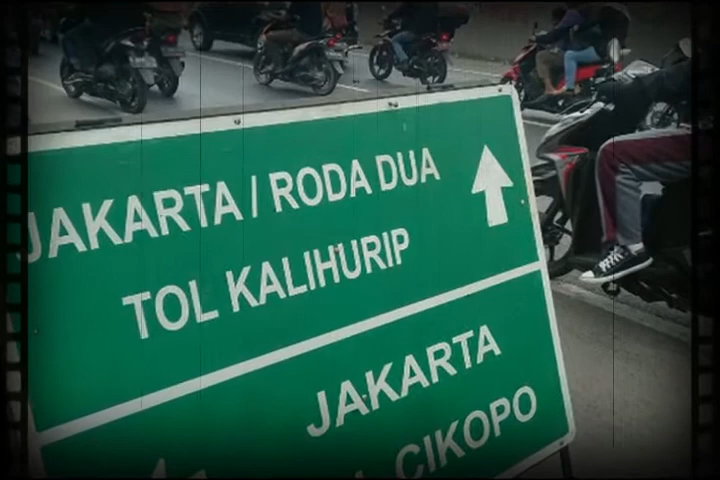 JAKARTA / RODA DUA
TOL KALIHURIP
JAKARTA
CIKOPO